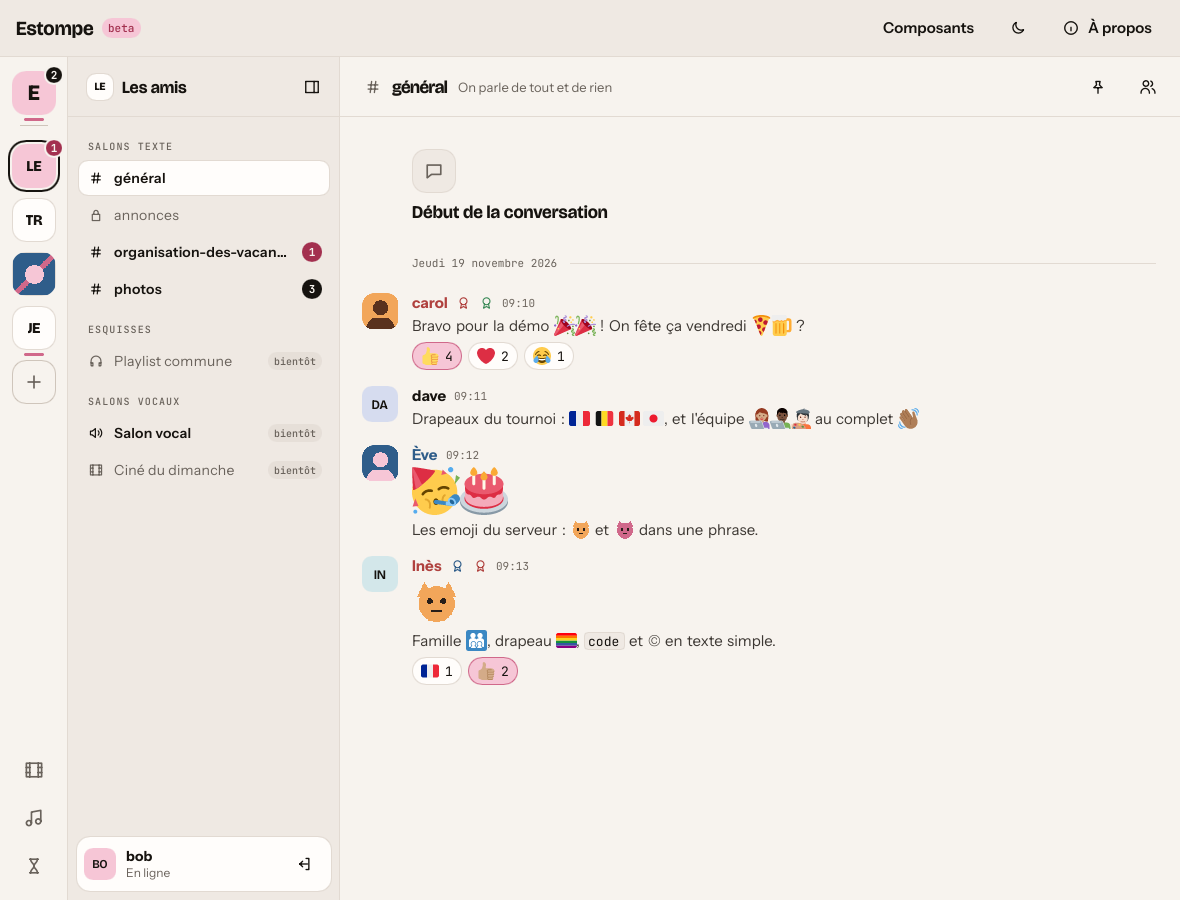 Estompe beta
Composants
À propos
E 2
LE 1
TR
JE
LE Les amis
SALONS TEXTE
# général
annonces
# organisation-des-vacan... 1
# photos 3
ESQUISSES
Playlist commune bientôt
SALONS VOCAUX
Salon vocal bientôt
Ciné du dimanche bientôt
BO bob
En ligne
# général On parle de tout et de rien
Début de la conversation
Jeudi 19 novembre 2026
carol 09:10
Bravo pour la démo 🎉🎉 ! On fête ça vendredi 🍕🍺 ?
👍 4 ❤️ 2 😂 1
DA dave 09:11
Drapeaux du tournoi : 🇫🇷 🇧🇪 🇨🇦 🇯🇵, et l'équipe 👩🏼‍💻👨🏿‍💻🧑🏻‍🚀 au complet 👋🏾
Ève 09:12
🥳🎂
Les emoji du serveur : et dans une phrase.
IN Inès 09:13
Famille 👨‍👩‍👧‍👦, drapeau 🏳️‍🌈, code et © en texte simple.
🇫🇷 1 👍🏽 2